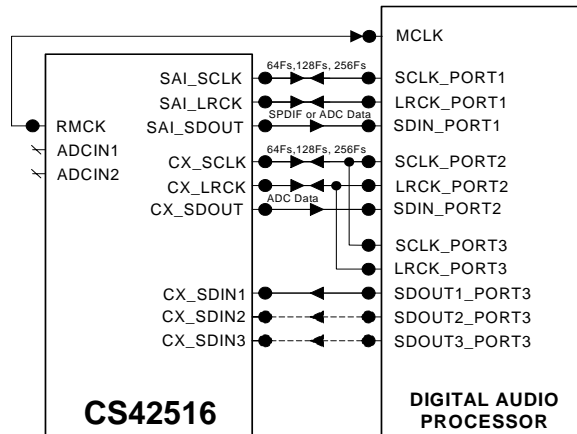 MCLK
64Fs,128Fs, 256Fs
SAI_SCLK
SCLK_PORT1
SAI_LRCK
LRCK_PORT1
SPDIF or ADC Data
SAI_SDOUT
SDIN_PORT1
RMCK
ADCIN1
64Fs,128Fs, 256Fs
CX_SCLK
SCLK_PORT2
ADCIN2
CX_LRCK
LRCK_PORT2
ADC Data
CX_SDOUT
SDIN_PORT2
SCLK_PORT3
LRCK_PORT3
CX_SDIN1
SDOUT1_PORT3
CX_SDIN2
SDOUT2_PORT3
CX_SDIN3
SDOUT3_PORT3
CS42516
DIGITAL AUDIO
PROCESSOR